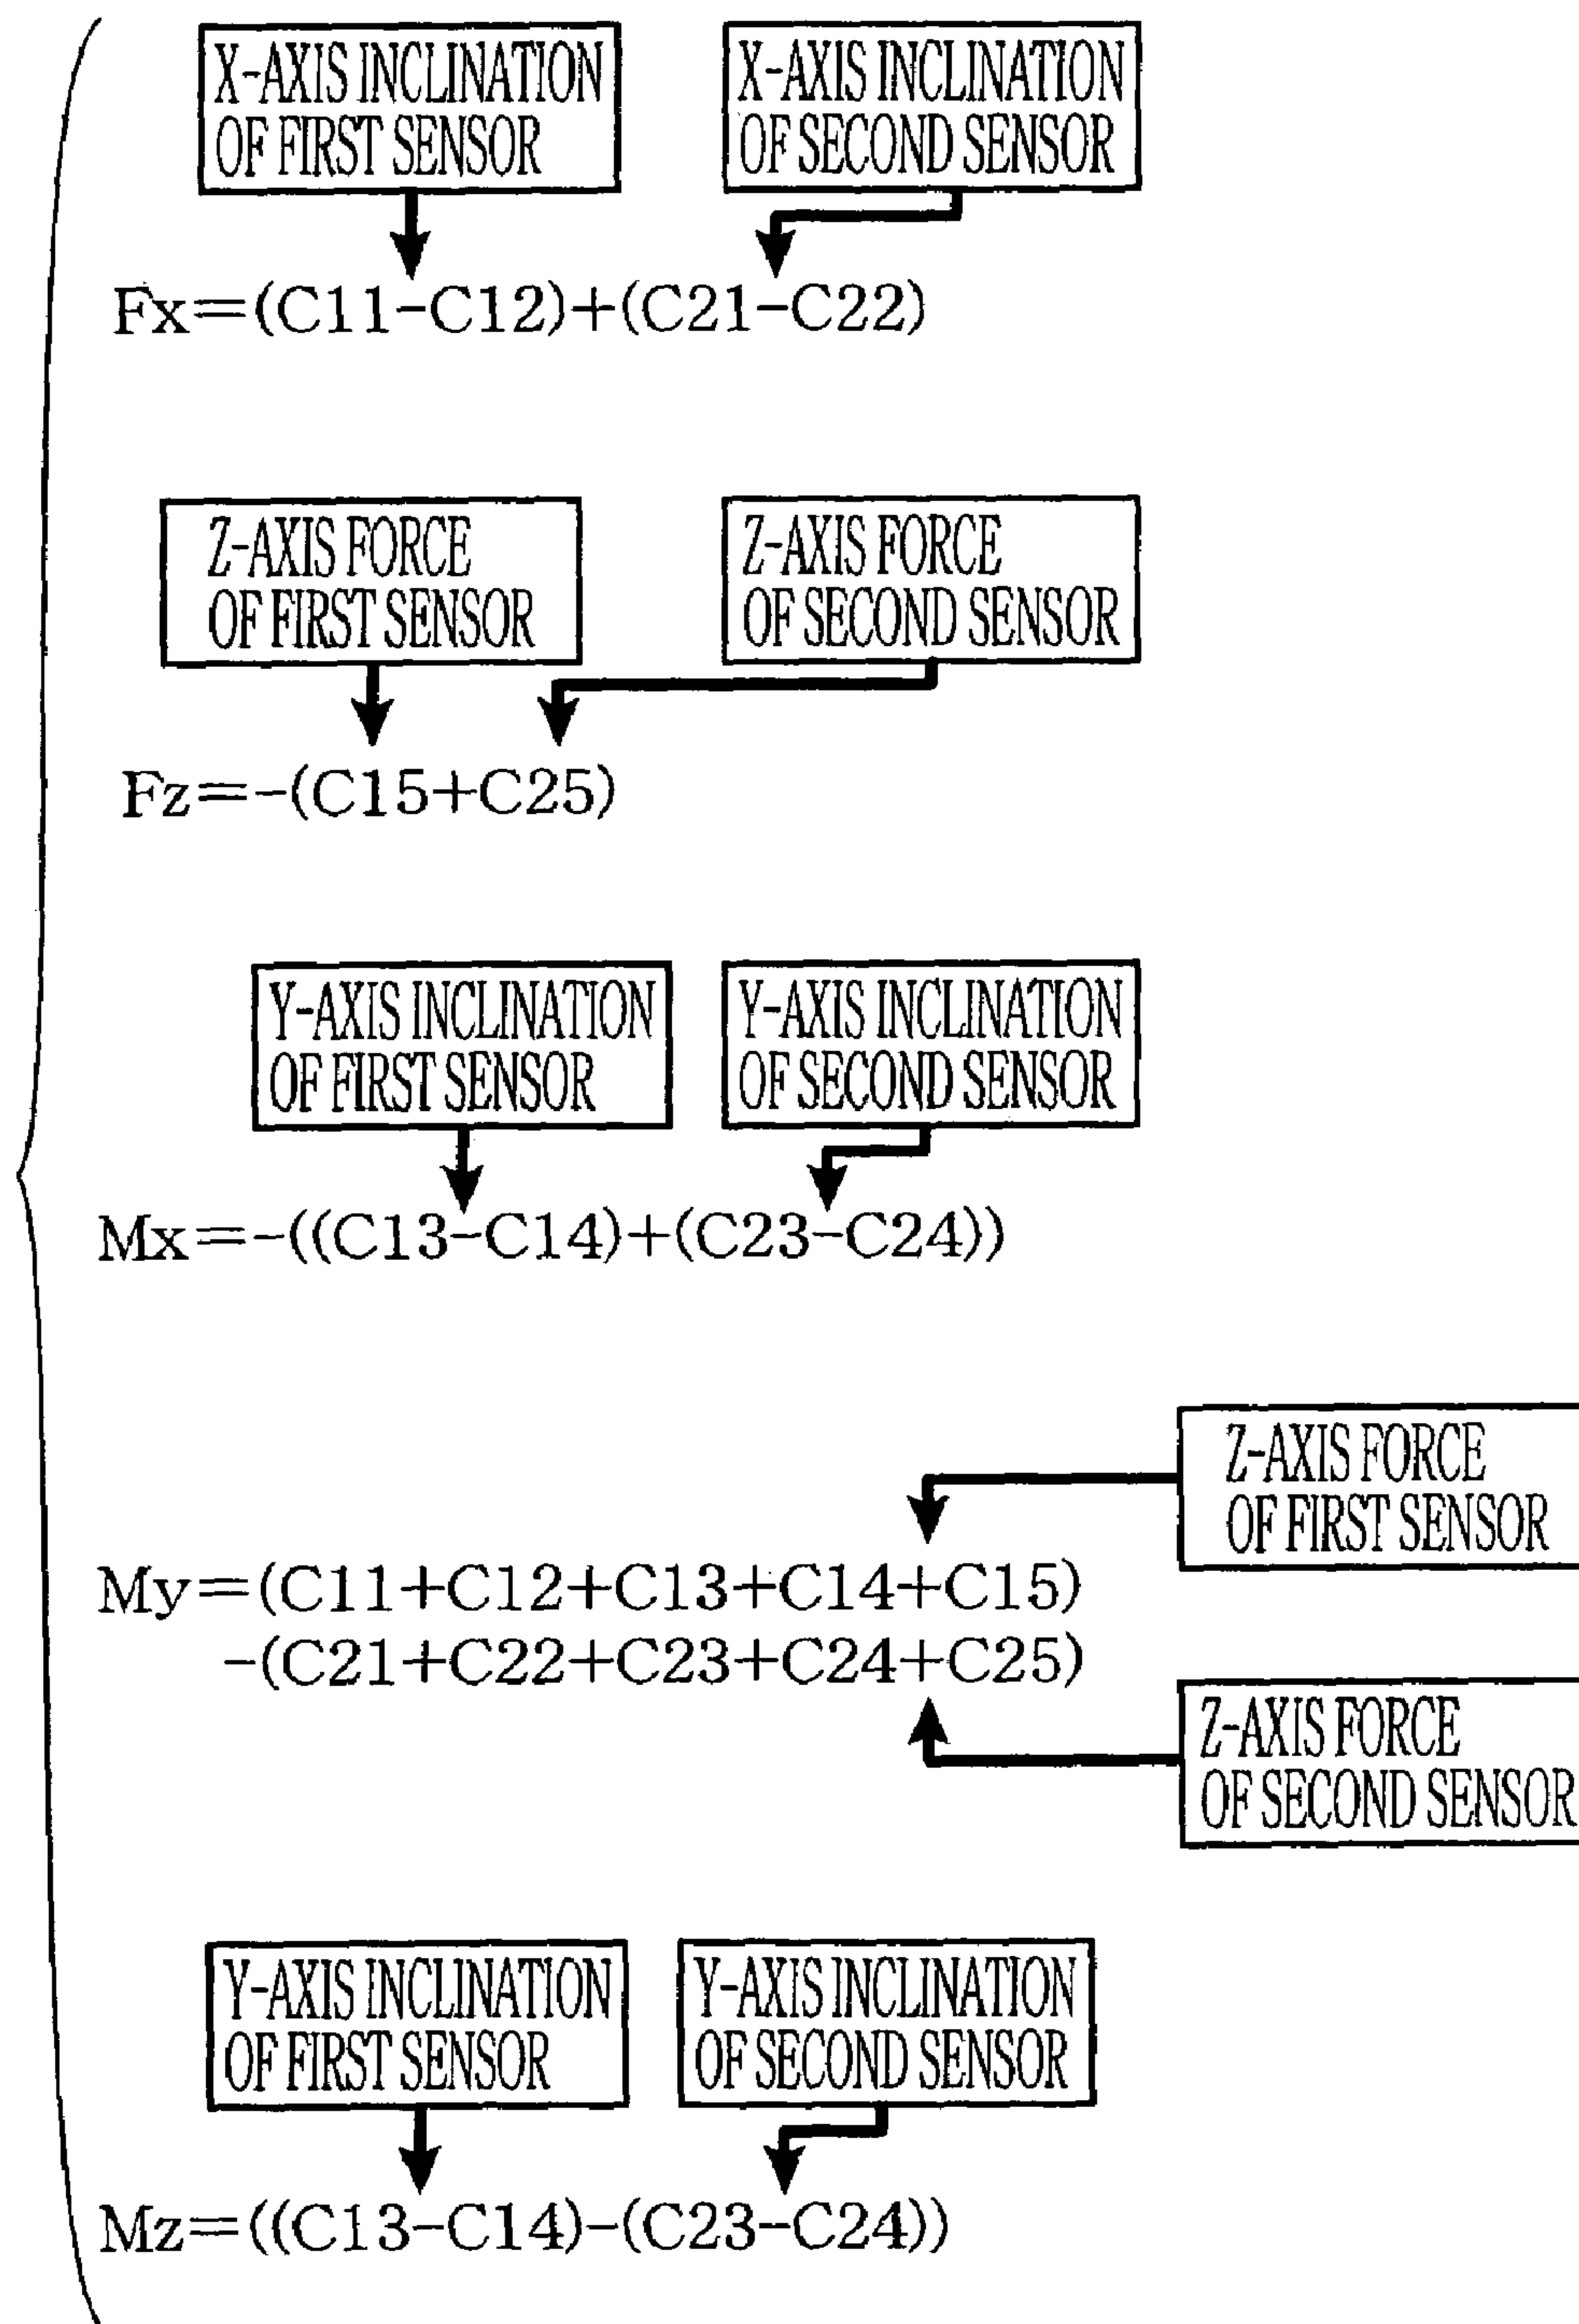 X-AXIS INCLINATION
OF FIRST SENSOR
X-AXIS INCLINATION
OF SECOND SENSOR
Fx=(C11-C12)+(C21-C22)
Z-AXIS FORCE
OF FIRST SENSOR
Z-AXIS FORCE
OF SECOND SENSOR
Fz=-(C15+C25)
Y-AXIS INCLINATION
OF FIRST SENSOR
Y-AXIS INCLINATION
OF SECOND SENSOR
Mx=-((C13-C14)+(C23-C24))
Z-AXIS FORCE
OF FIRST SENSOR
My=(C11+C12+C13+C14+C15)
-(C21+C22+C23+C24+C25)
Z-AXIS FORCE
OF SECOND SENSOR
Y-AXIS INCLINATION
OF FIRST SENSOR
Y-AXIS INCLINATION
OF SECOND SENSOR
Mz=((C13-C14)-(C23-C24))